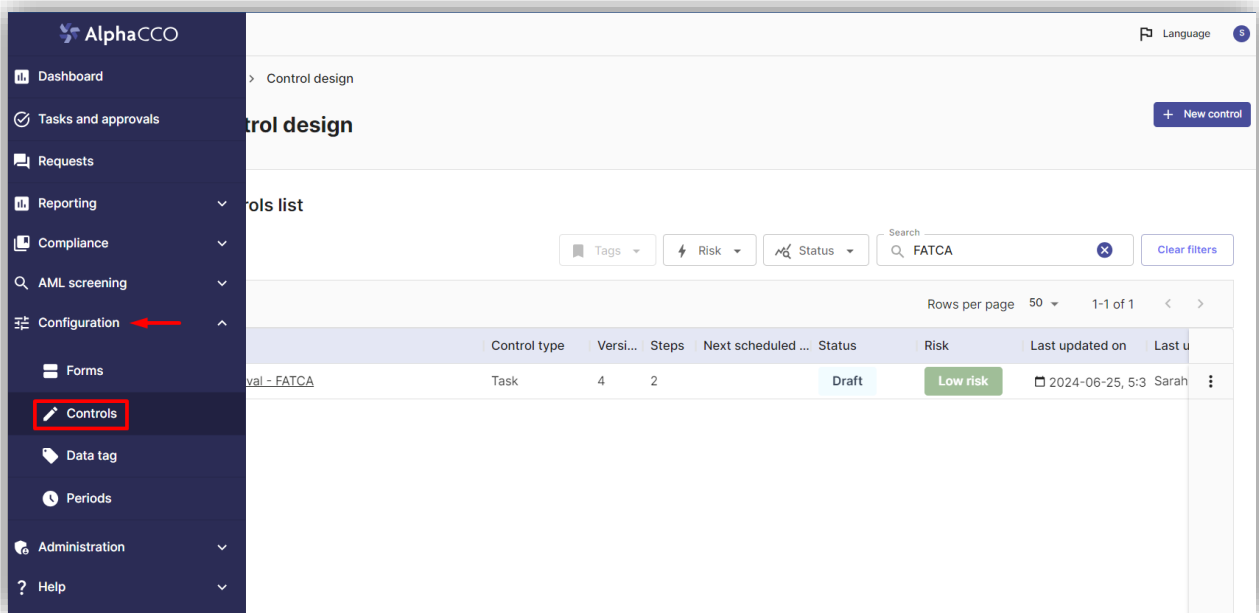 AlphaCCO
Language
S
Dashboard
Tasks and approvals
Requests
Reporting
Compliance
AML screening
Configuration
Forms
Controls
Data tag
Periods
Administration
? Help
> Control design
trol design
+ New control
rols list
Tags
Risk
Status
Search
FATCA
Clear filters
Rows per page 50 1-1 of 1
Control type Versi... Steps Next scheduled ... Status Risk Last updated on Last u
val - FATCA Task 4 2 Draft Low risk 2024-06-25, 5:3 Sarah